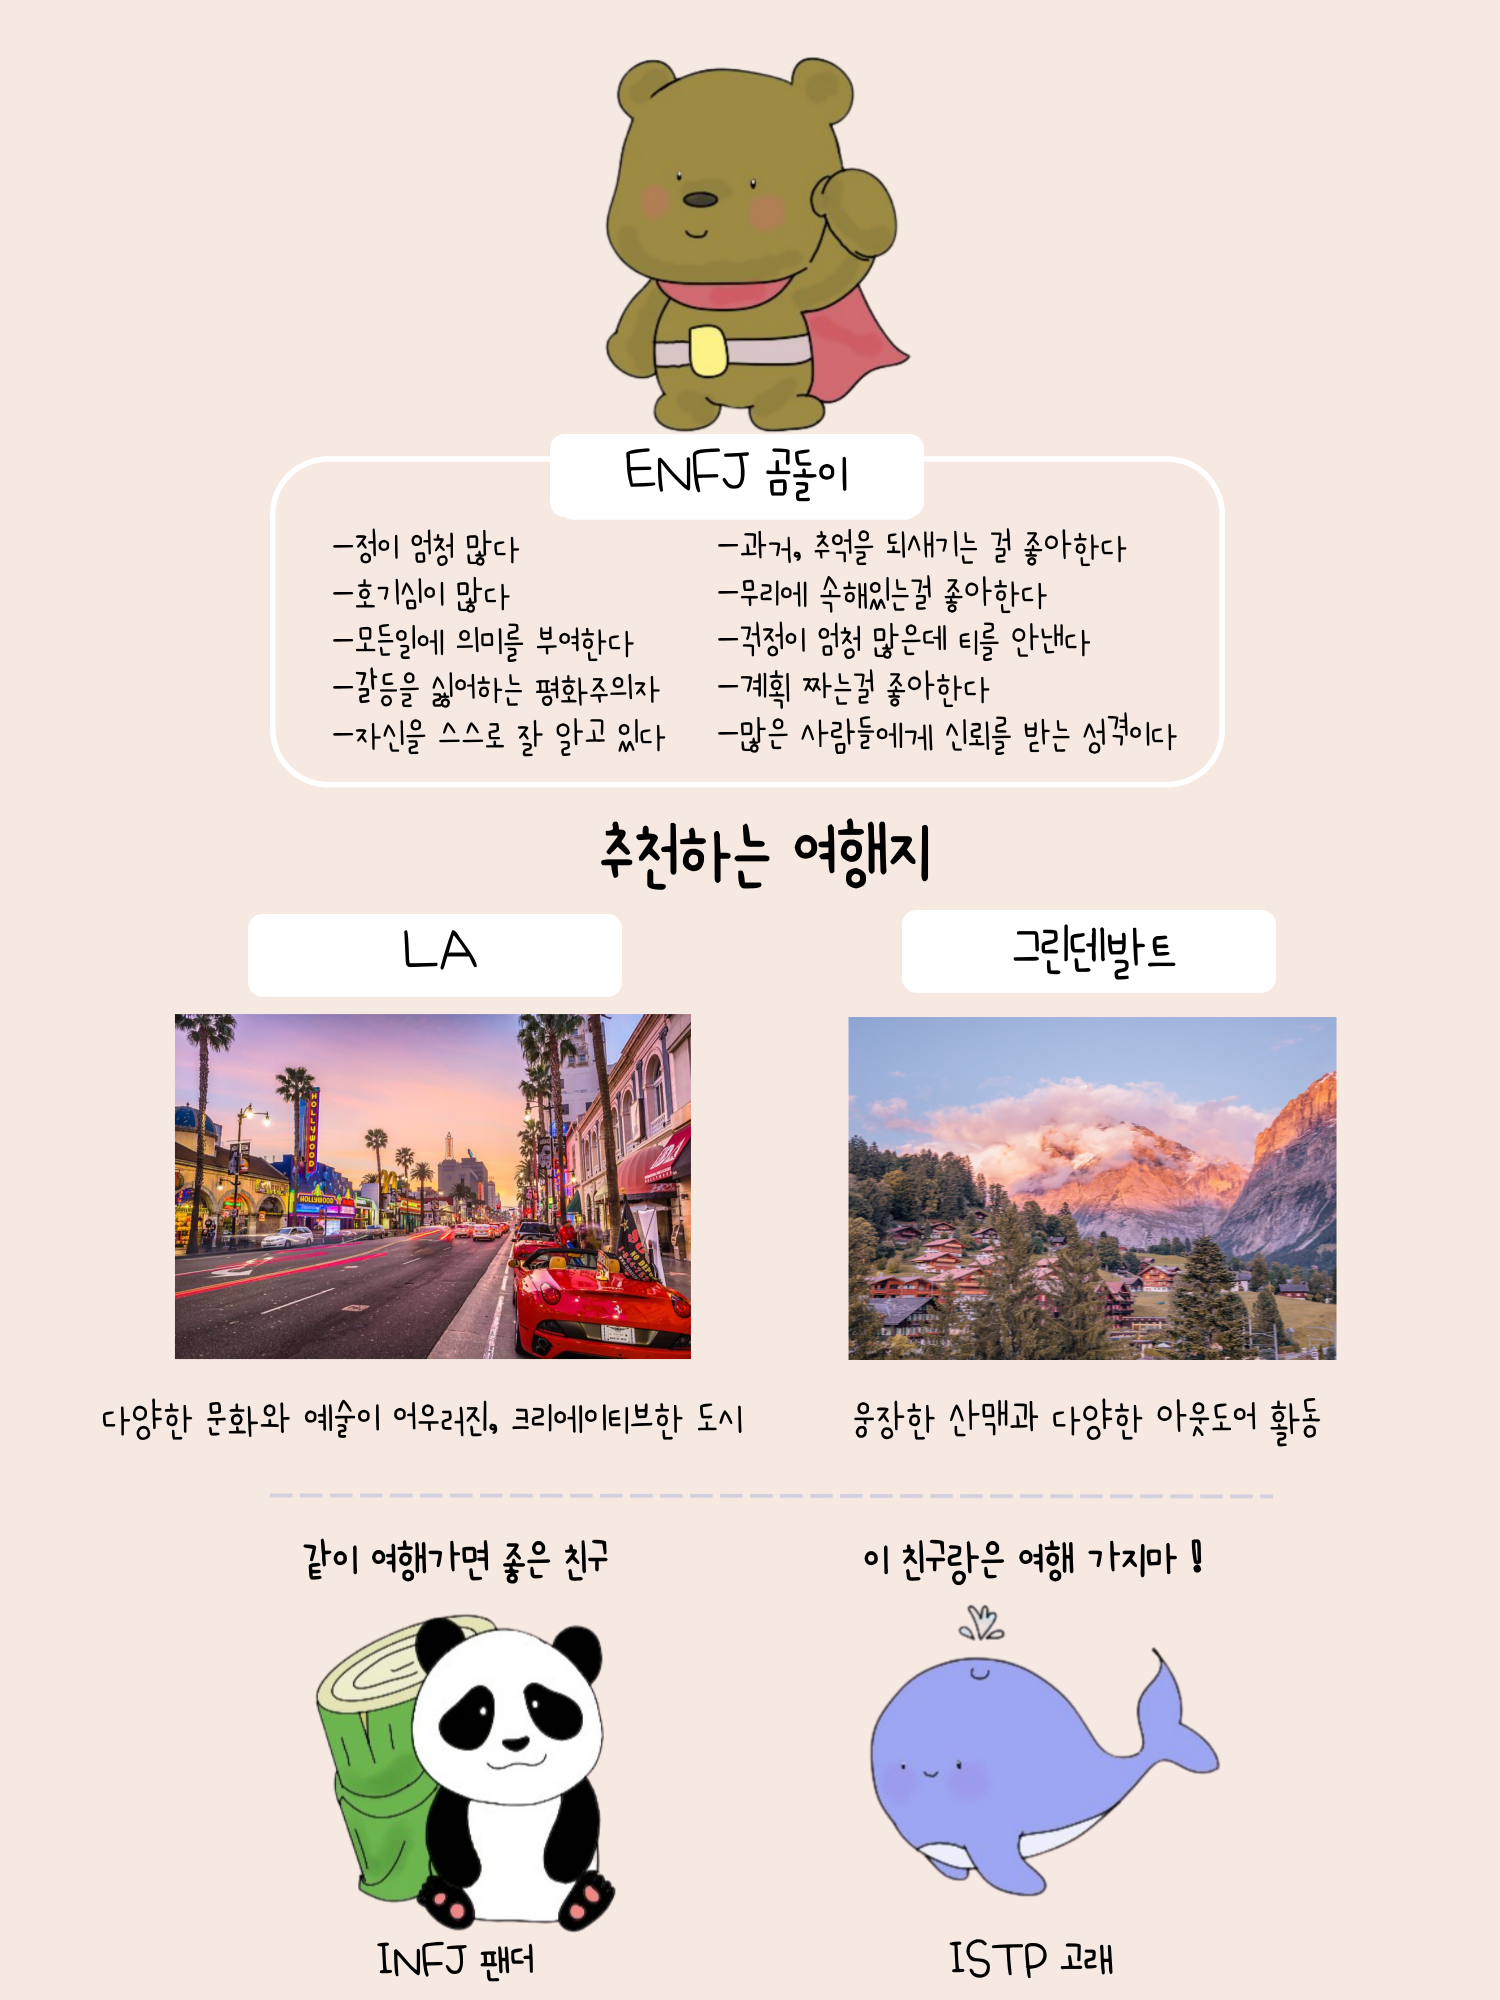 ENFJ 곰돌이
-정이 엄청 많다
-호기심이 많다
-모든일에 의미를 부여한다
-갈등을 싫어하는 평화주의자
-자신을 스스로 잘 알고 있다
-과거, 추억을 되새기는 걸 좋아한다
-무리에 속해있는걸 좋아한다
-걱정이 엄청 많은데 티를 안낸다
-계획 짜는걸 좋아한다
-많은 사람들에게 신뢰를 받는 성격이다
추천하는 여행지
LA
그린덴발트
HOLLYWOOD
HOLLYWOOD
다양한 문화와 예술이 어우러진, 크리에이티브한 도시
웅장한 산맥과 다양한 아웃도어 활동
같이 여행가면 좋은 친구
이 친구랑은 여행 가지마 !
INFJ 팬더
ISTP 고래